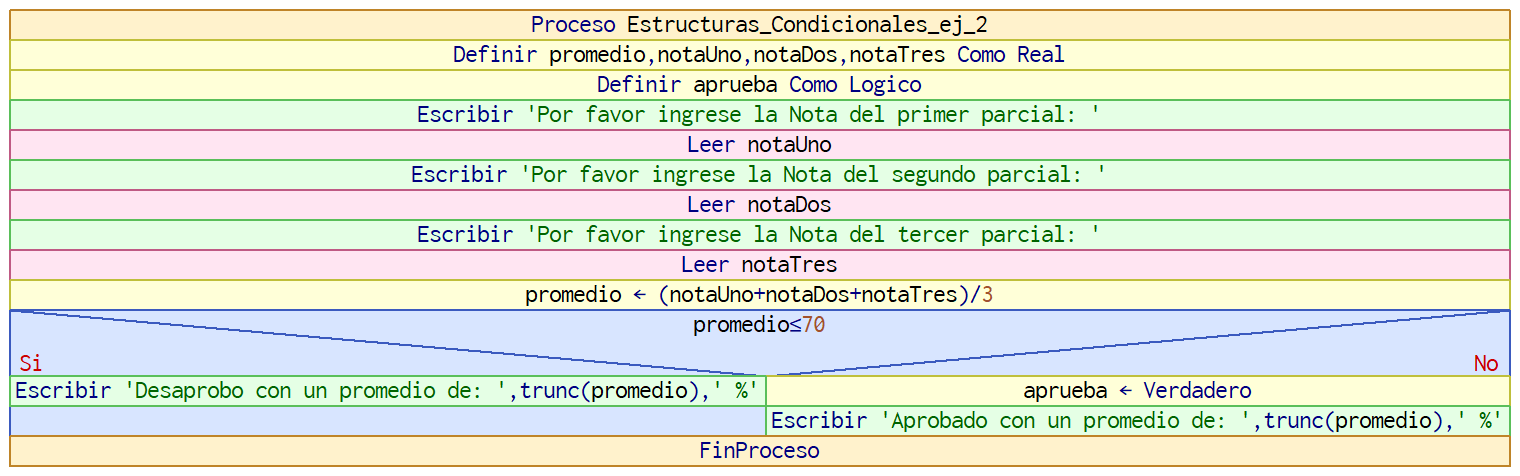 Proceso Estructuras_Condicionales_ej_2
Definir promedio,notaUno,notaDos,notaTres Como Real
Definir aprueba Como Logico
Escribir 'Por favor ingrese la Nota del primer parcial: '
Leer notaUno
Escribir 'Por favor ingrese la Nota del segundo parcial: '
Leer notaDos
Escribir 'Por favor ingrese la Nota del tercer parcial: '
Leer notaTres
promedio ← (notaUno+notaDos+notaTres)/3
promedio≤70
Si
No
Escribir 'Desaprobo con un promedio de: ',trunc(promedio),' %'
aprueba ← Verdadero
Escribir 'Aprobado con un promedio de: ',trunc(promedio),' %'
FinProceso